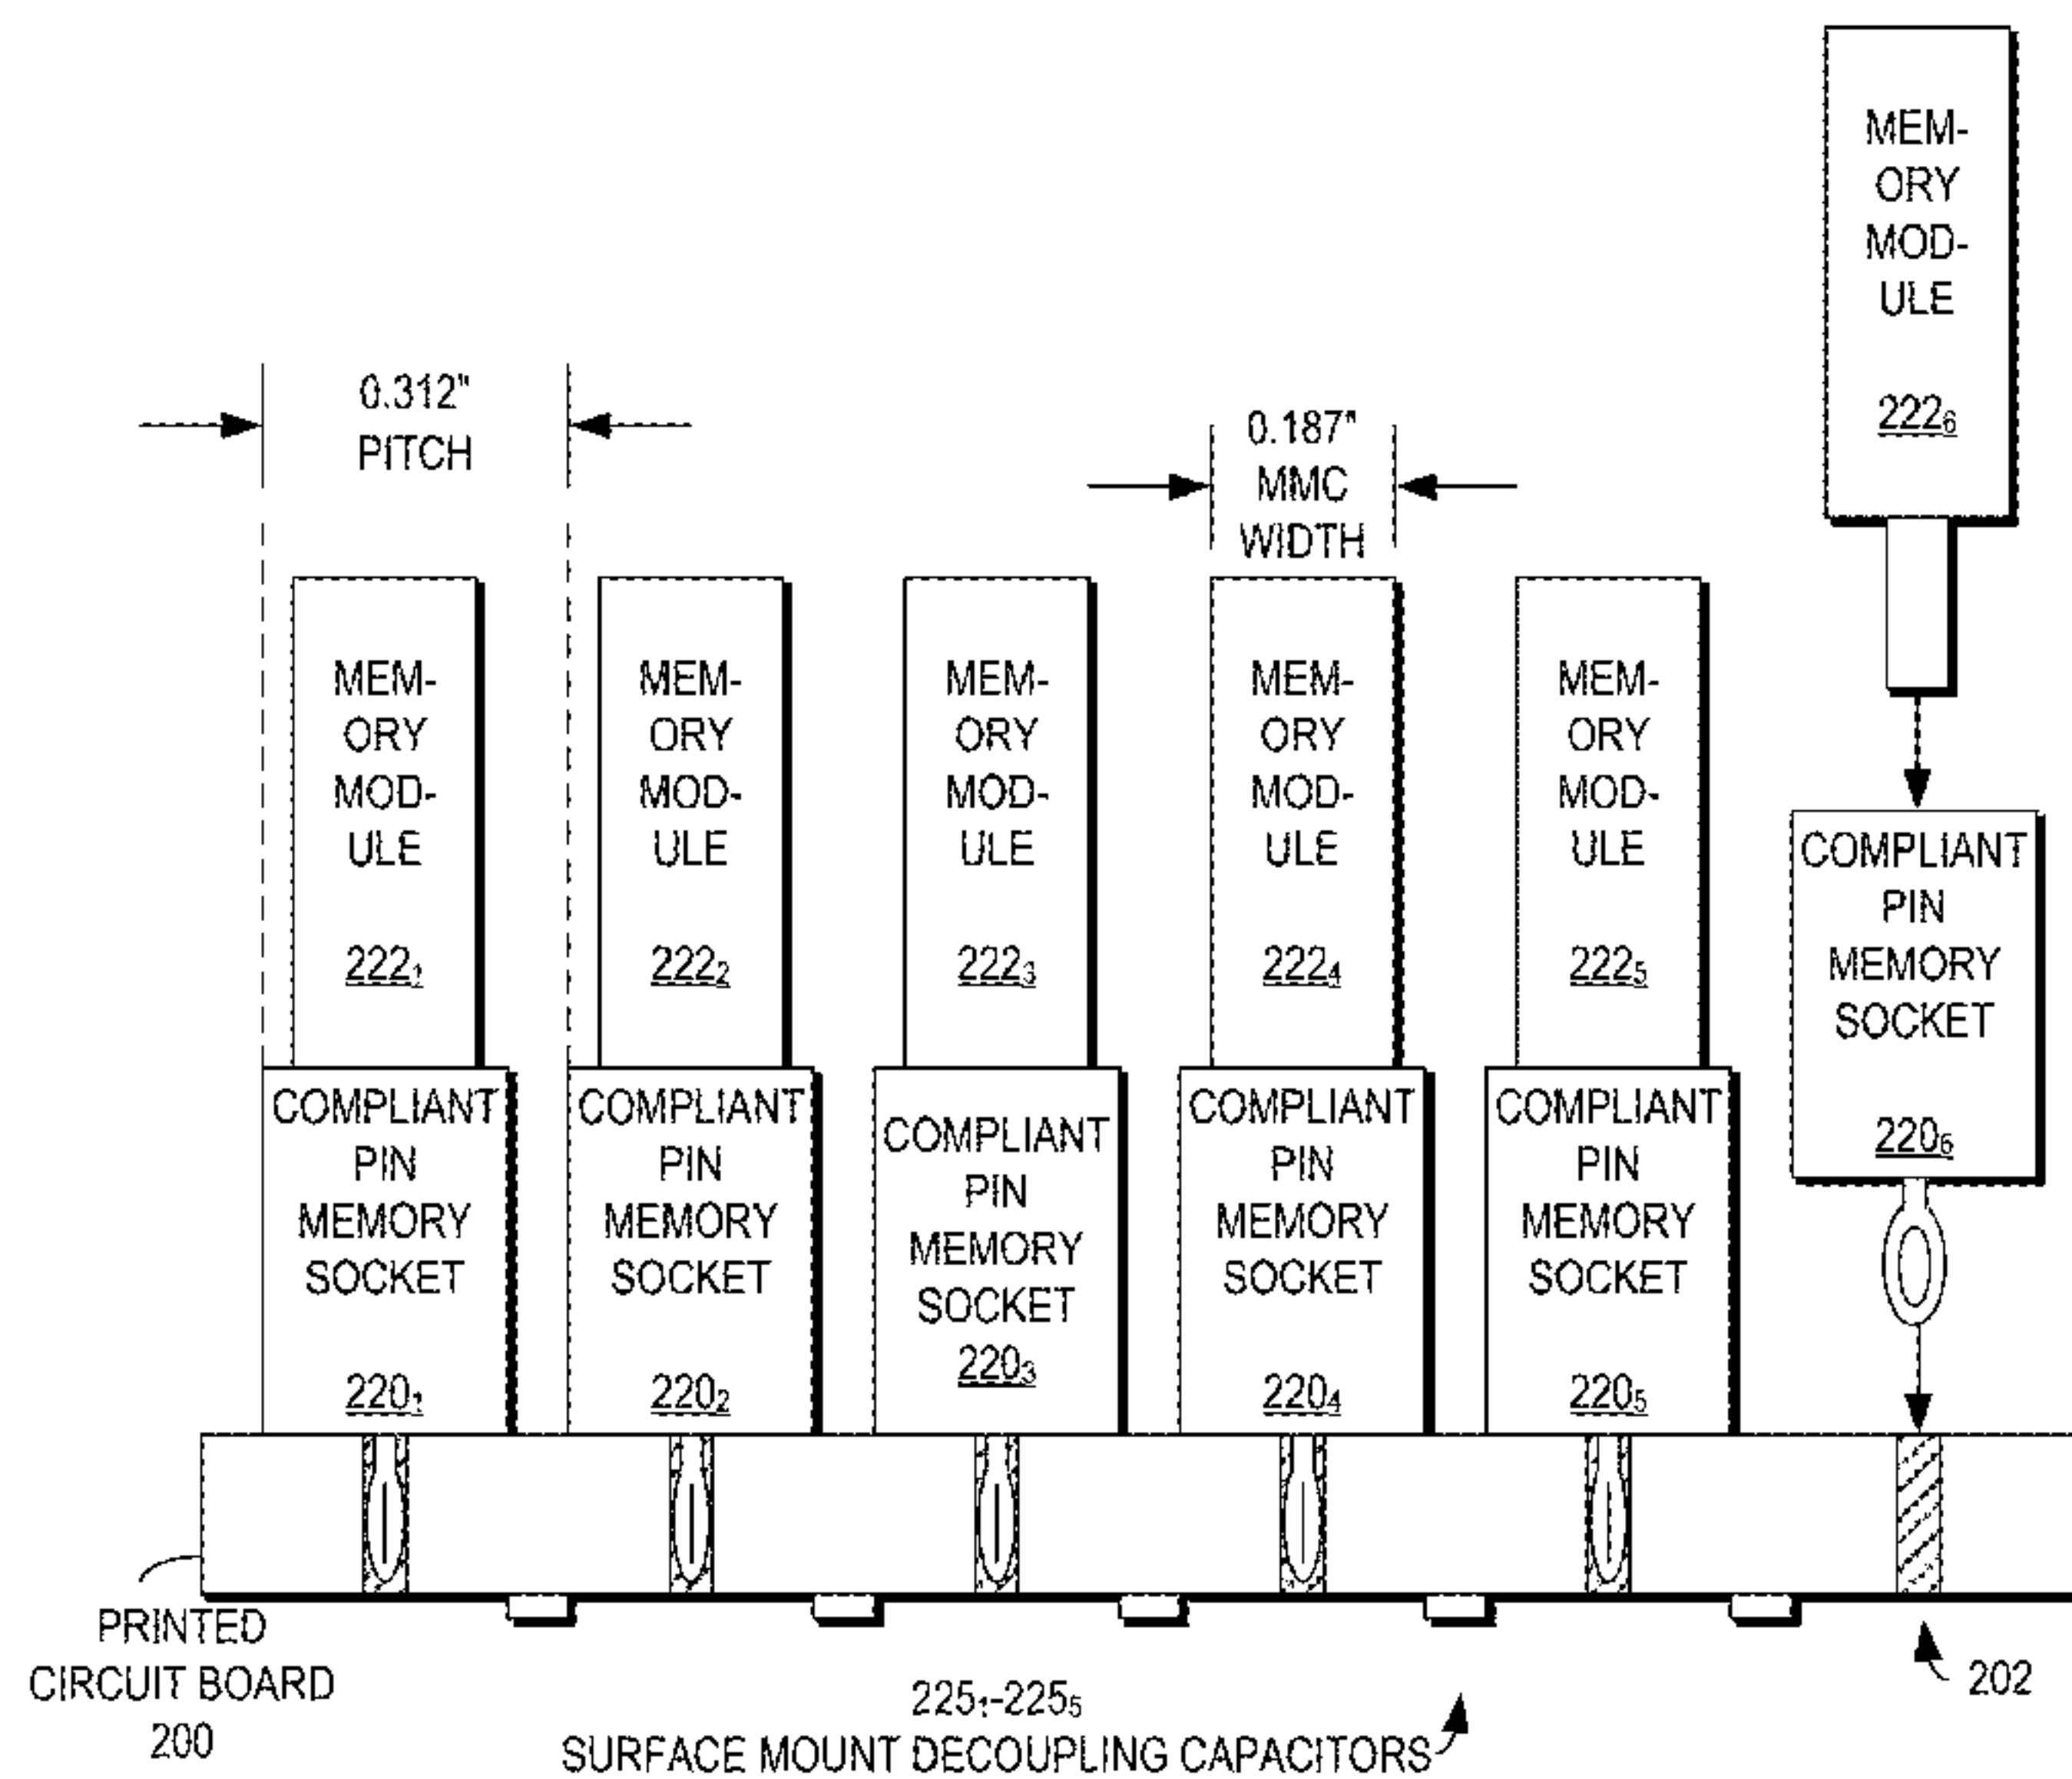 MEM-
ORY
MOD-
ULE
222₆
0.312"
PITCH
0.187"
MMC
WIDTH
MEM-
ORY
MOD-
ULE
222₁
MEM-
ORY
MOD-
ULE
222₂
MEM-
ORY
MOD-
ULE
222₃
MEM-
ORY
MOD-
ULE
222₄
MEM-
ORY
MOD-
ULE
222₅
COMPLIANT
PIN
MEMORY
SOCKET
220₆
COMPLIANT
PIN
MEMORY
SOCKET
220₁
COMPLIANT
PIN
MEMORY
SOCKET
220₂
COMPLIANT
PIN
MEMORY
SOCKET
220₃
COMPLIANT
PIN
MEMORY
SOCKET
220₄
COMPLIANT
PIN
MEMORY
SOCKET
220₅
PRINTED
CIRCUIT BOARD
200
225₁-225₅
SURFACE MOUNT DECOUPLING CAPACITORS
202